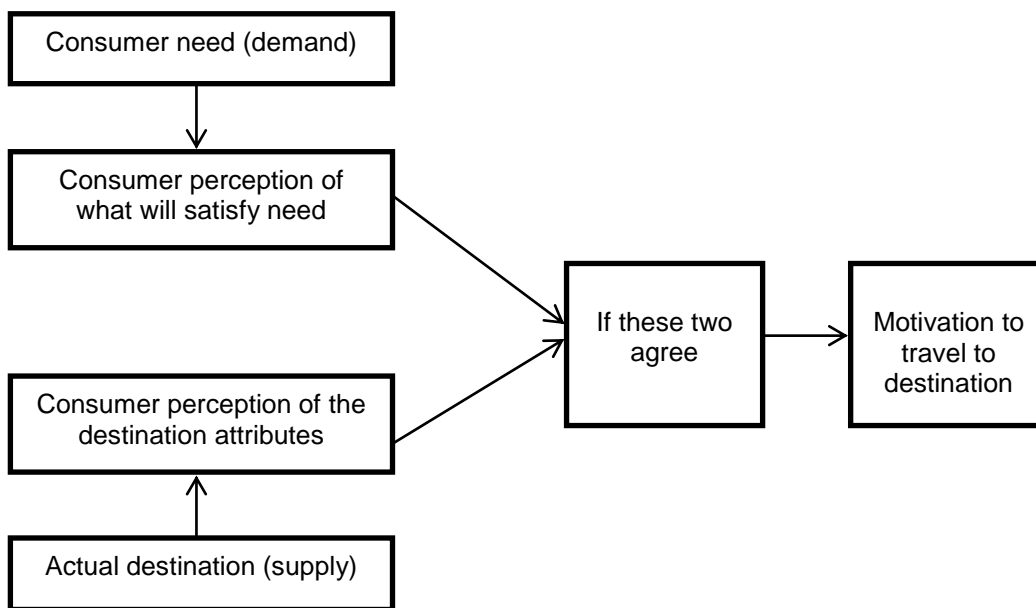 Consumer need (demand)
Consumer perception of
what will satisfy need
If these two
agree
Motivation to
travel to
destination
Consumer perception of the
destination attributes
Actual destination (supply)